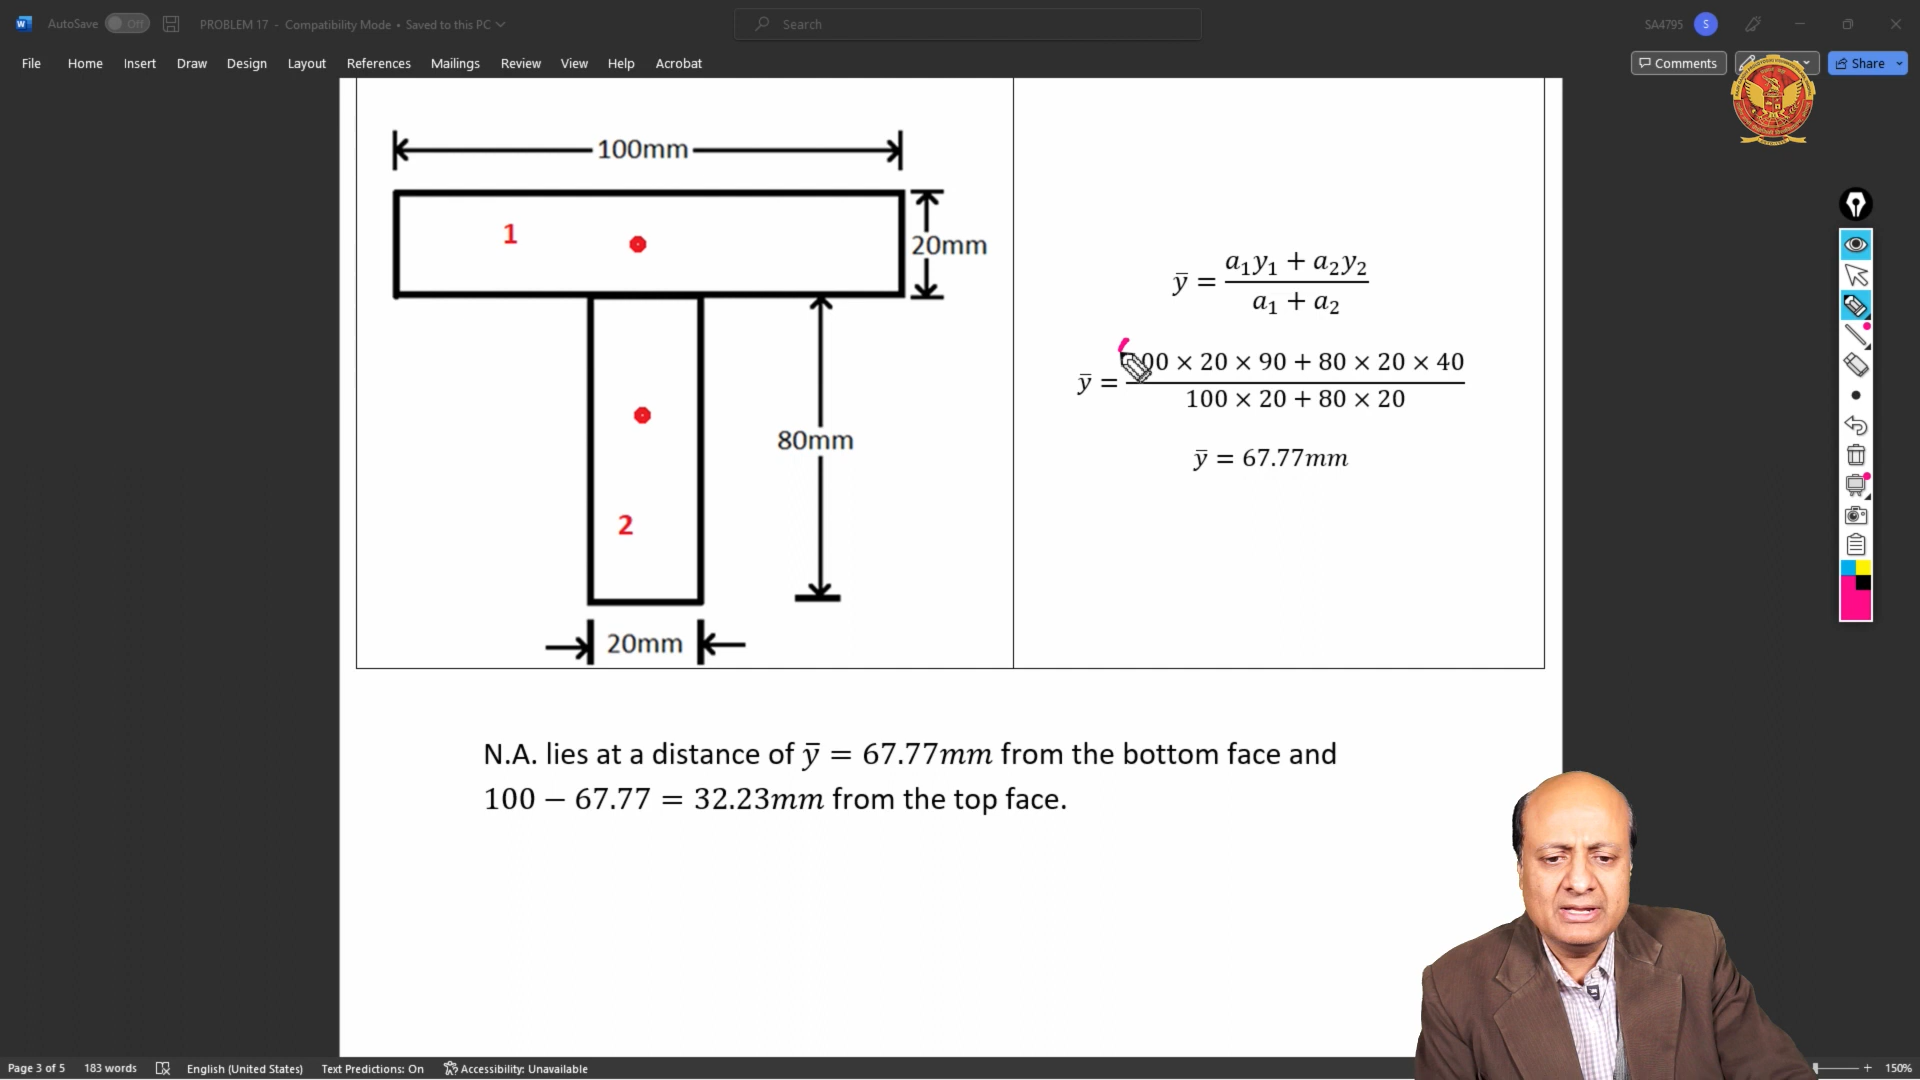 AutoSave Off PROBLEM 17 - Compatibility Mode • Saved to this PC Search SA4795 S
File Home Insert Draw Design Layout References Mailings Review View Help Acrobat Comments Share
100mm
1
20mm
80mm
2
20mm
y̅ = (a₁y₁ + a₂y₂) / (a₁ + a₂)
y̅ = 00 × 20 × 90 + 80 × 20 × 40
100 × 20 + 80 × 20
y̅ = 67.77mm
N.A. lies at a distance of y̅ = 67.77mm from the bottom face and
100 − 67.77 = 32.23mm from the top face.
Page 3 of 5 183 words English (United States) Text Predictions: On Accessibility: Unavailable 150%